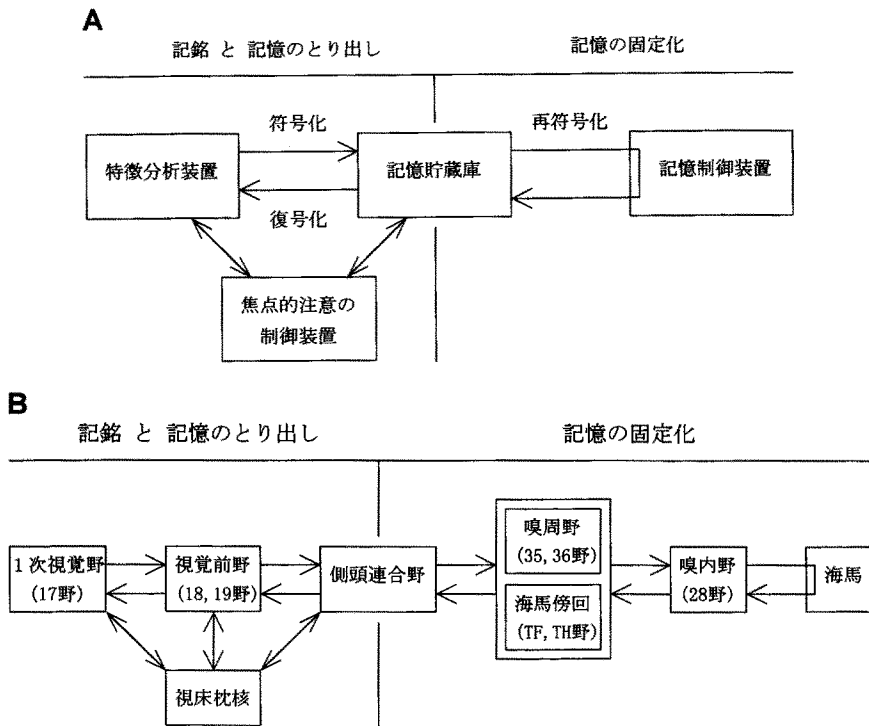 A
記銘 と 記憶のとり出し
記憶の固定化
符号化
再符号化
特徴分析装置
記憶貯蔵庫
記憶制御装置
復号化
焦点的注意の
制御装置
B
記銘 と 記憶のとり出し
記憶の固定化
1次視覚野
(17野)
視覚前野
(18, 19野)
側頭連合野
嗅周野
(35, 36野)
海馬傍回
(TF, TH野)
嗅内野
(28野)
海馬
視床枕核